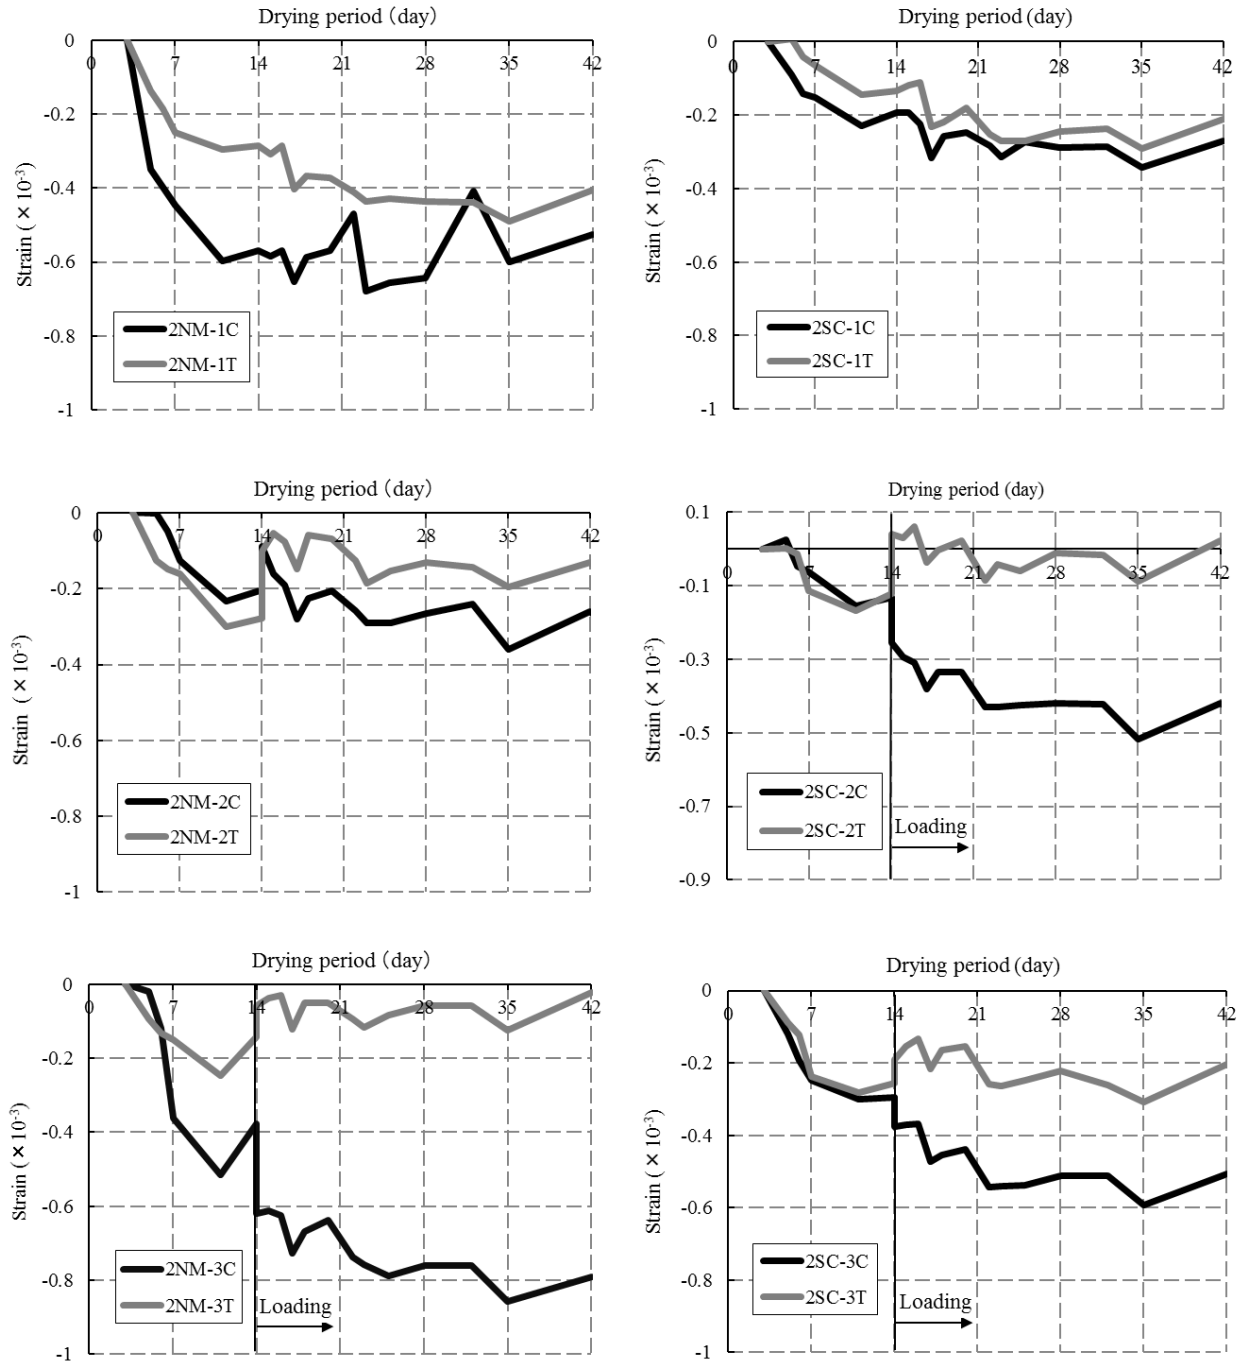 Drying period (day)
0
0 7 14 21 28 35 42
-0.2
-0.4
-0.6
-0.8
-1
Strain ( × 10-3)
2NM-1C
2NM-1T
Drying period (day)
0
0 7 14 21 28 35 42
-0.2
-0.4
-0.6
-0.8
-1
Strain ( × 10-3)
2SC-1C
2SC-1T
Drying period (day)
0
0 7 14 21 28 35 42
-0.2
-0.4
-0.6
-0.8
-1
Strain ( × 10-3)
2NM-2C
2NM-2T
Drying period (day)
0.1
0 7 14 21 28 35 42
-0.1
-0.3
-0.5
-0.7
-0.9
Strain ( × 10-3)
2SC-2C
2SC-2T
Loading
Drying period (day)
0
0 7 14 21 28 35 42
-0.2
-0.4
-0.6
-0.8
-1
Strain ( ×10-3)
2NM-3C
2NM-3T
Loading
Drying period (day)
0
0 7 14 21 28 35 42
-0.2
-0.4
-0.6
-0.8
-1
Strain ( × 10-3)
2SC-3C
2SC-3T
Loading